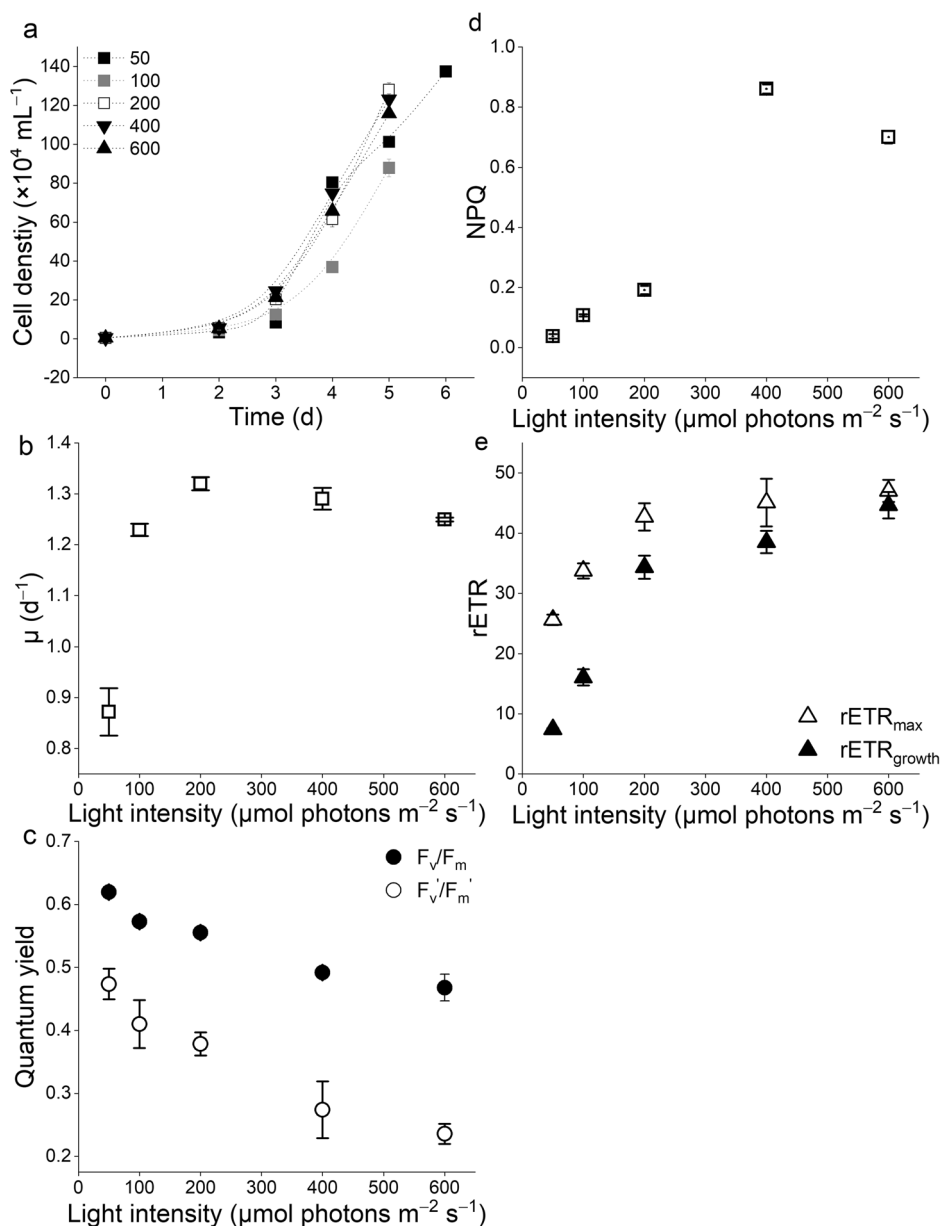 a
Cell denstiy (×10⁴ mL⁻¹)
140
120
100
80
60
40
20
0
-20
50
100
200
400
600
0 1 2 3 4 5 6
Time (d)
b
µ (d⁻¹)
1.4
1.3
1.2
1.1
1.0
0.9
0.8
0 100 200 300 400 500 600
Light intensity (µmol photons m⁻² s⁻¹)
c
Quantum yield
0.7
0.6
0.5
0.4
0.3
0.2
Fᵥ/Fₘ
Fᵥ'/Fₘ'
0 100 200 300 400 500 600
Light intensity (µmol photons m⁻² s⁻¹)
d
NPQ
1.0
0.8
0.6
0.4
0.2
0.0
0 100 200 300 400 500 600
Light intensity (µmol photons m⁻² s⁻¹)
e
rETR
50
40
30
20
10
0
rETRmax
rETRgrowth
0 100 200 300 400 500 600
Light intensity (µmol photons m⁻² s⁻¹)